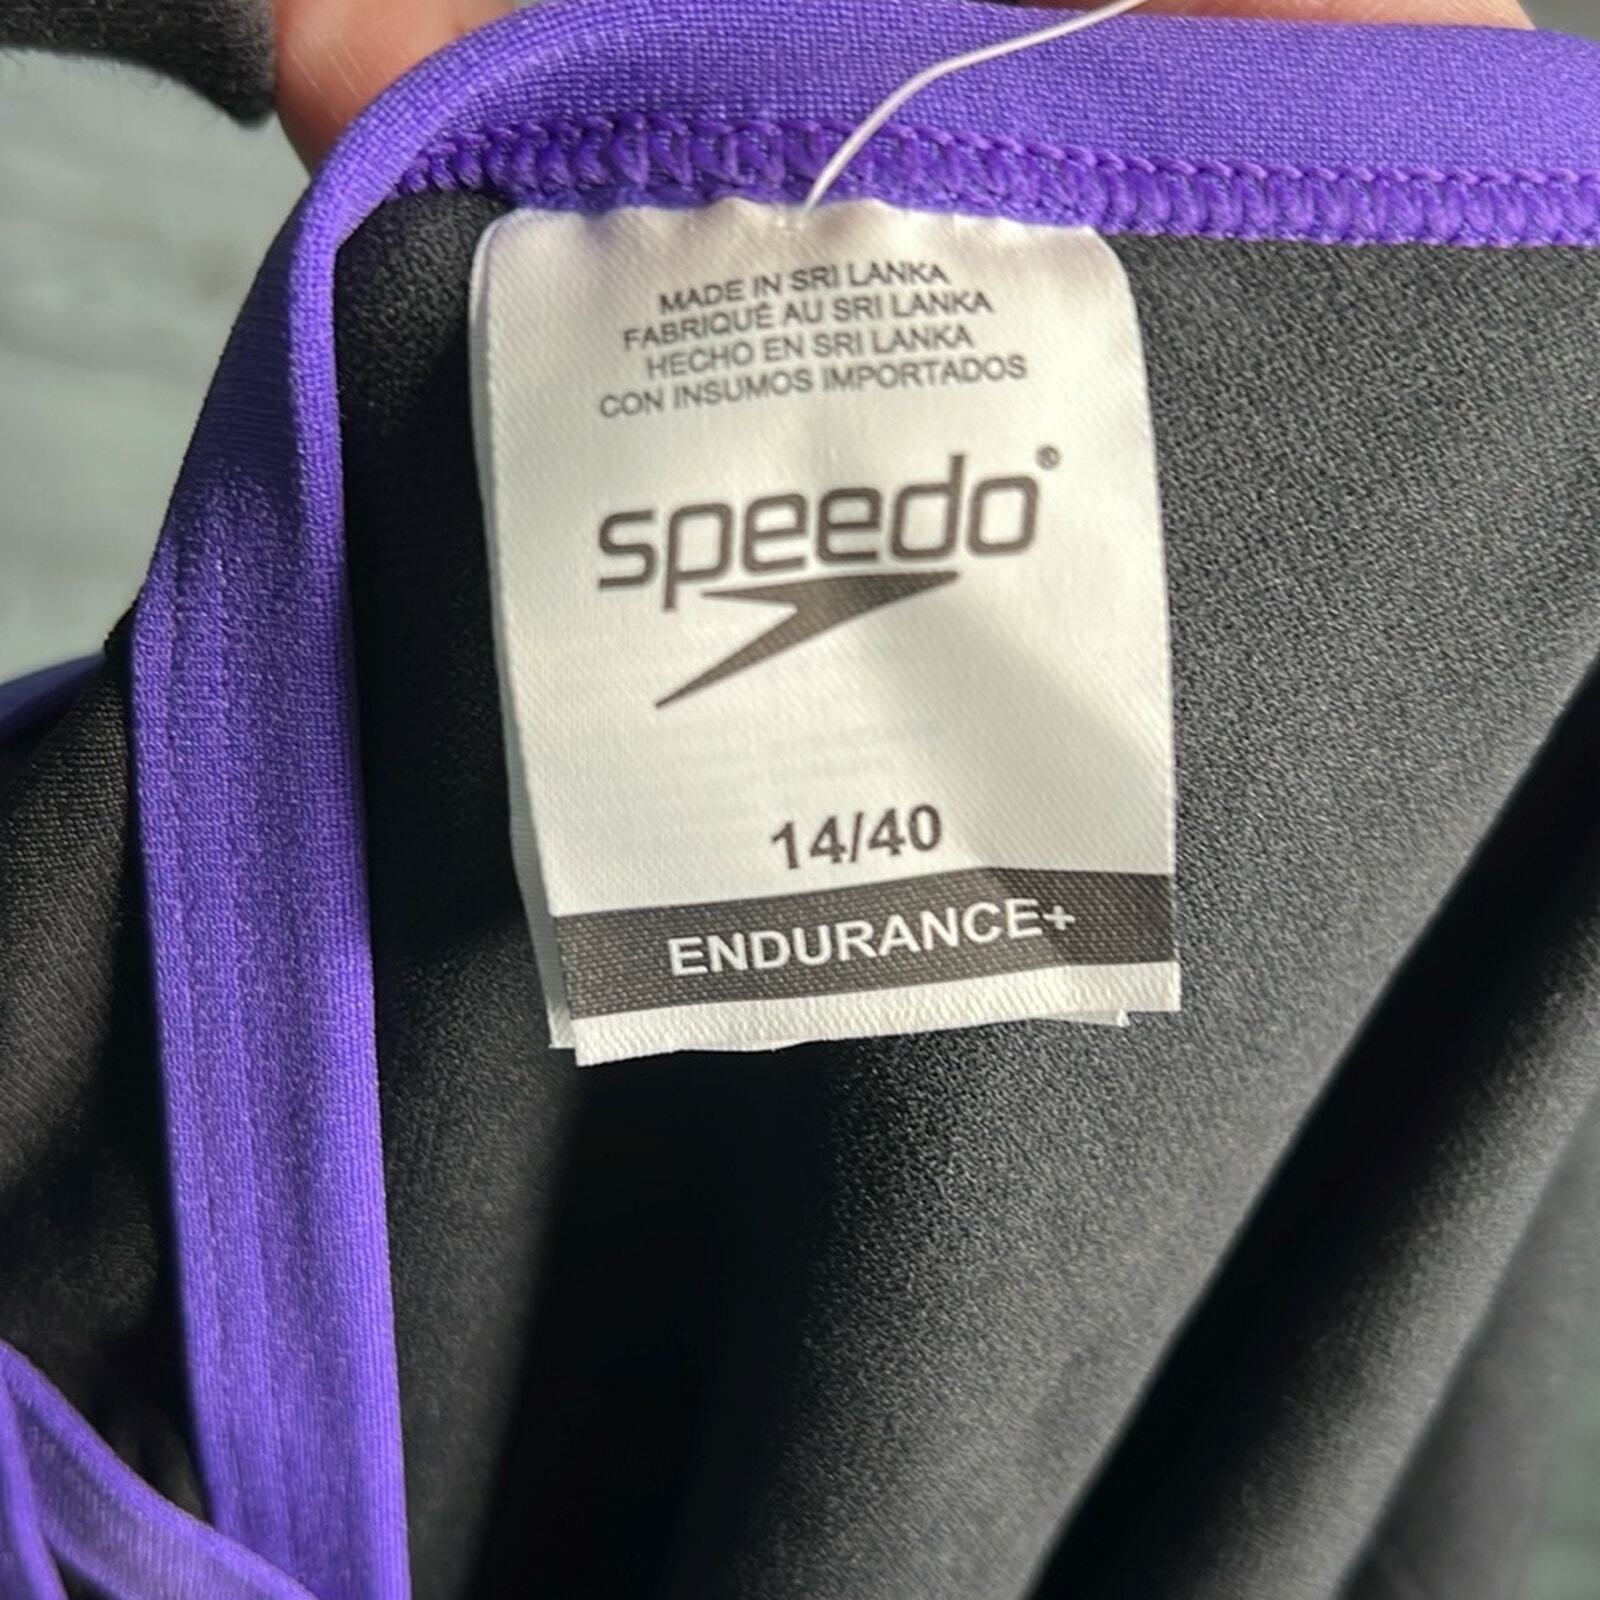 MADE IN SRI LANKA
FABRIQUÉ AU SRI LANKA
HECHO EN SRI LANKA
CON INSUMOS IMPORTADOS
speedo®
14/40
ENDURANCE+